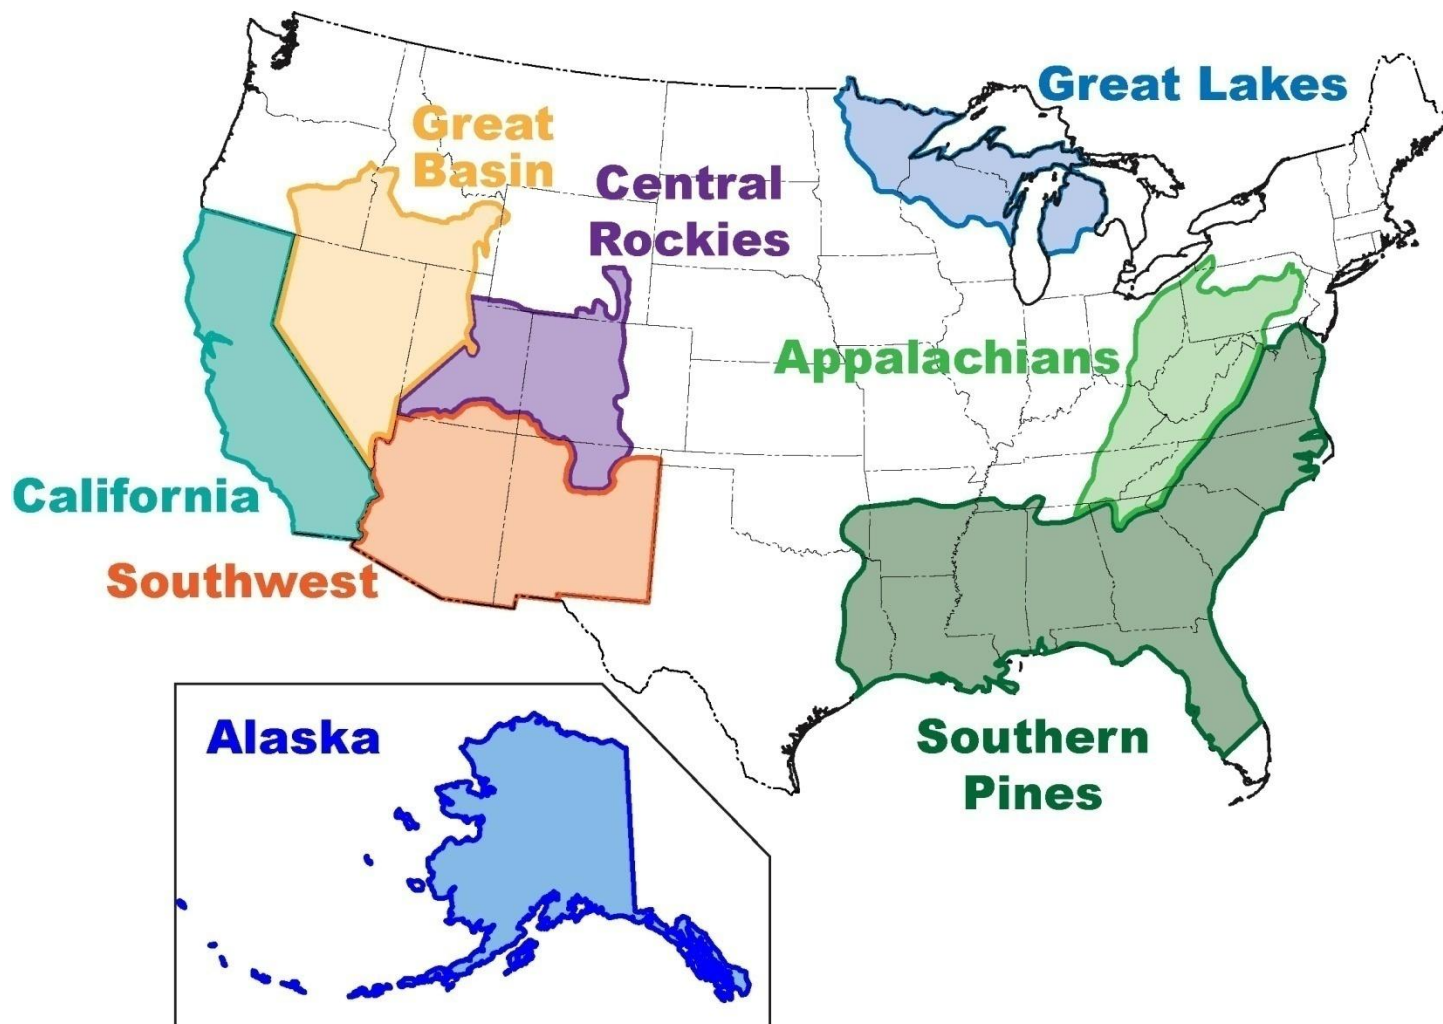 Great Lakes
Great
Basin
Central
Rockies
Appalachians
California
Southwest
Alaska
Southern
Pines